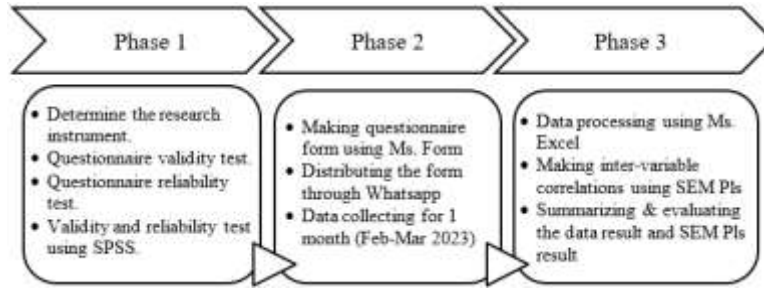 Phase 1
Phase 2
Phase 3
• Determine the research
instrument.
• Questionnaire validity test.
• Questionnaire reliability
test.
• Validity and reliability test
using SPSS.
• Making questionnaire
form using Ms. Form
• Distributing the form
through Whatsapp
• Data collecting for 1
month (Feb-Mar 2023)
• Data processing using Ms.
Excel
• Making inter-variable
correlations using SEM Pls
• Summarizing & evaluating
the data result and SEM Pls
result